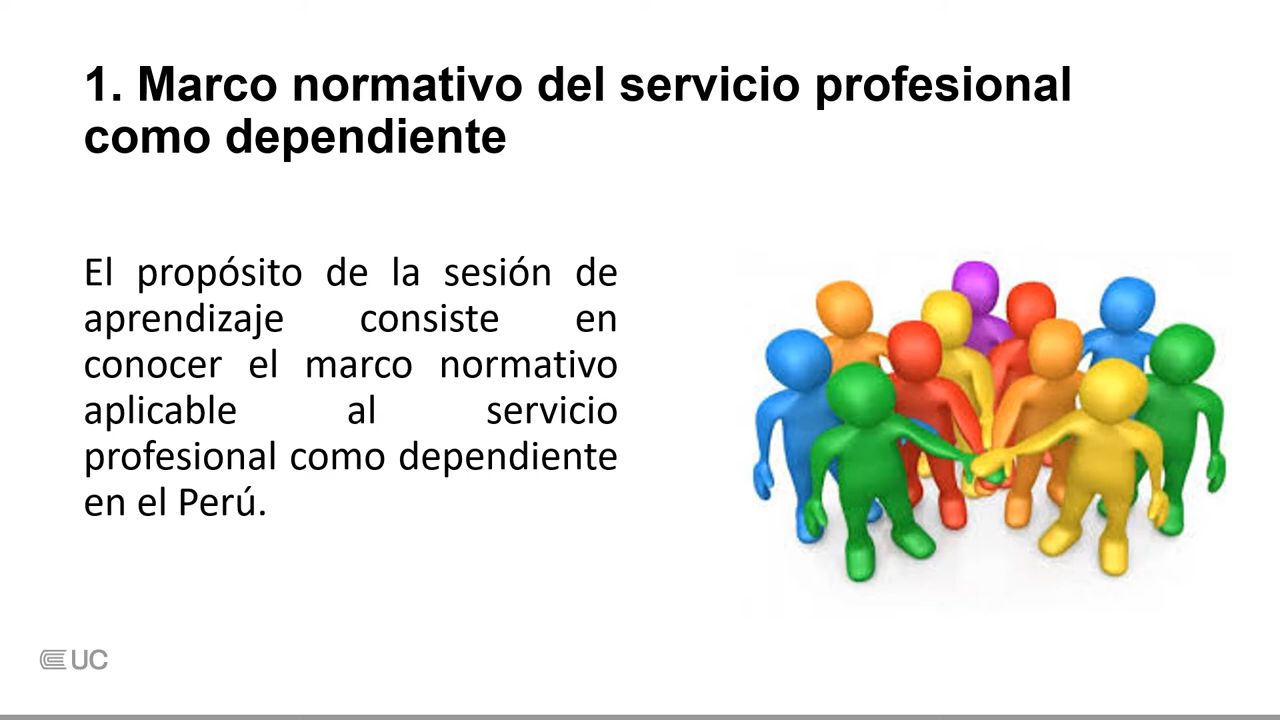 1. Marco normativo del servicio profesional
como dependiente
El propósito de la sesión de
aprendizaje consiste en
conocer el marco normativo
aplicable al servicio
profesional como dependiente
en el Perú.
UC